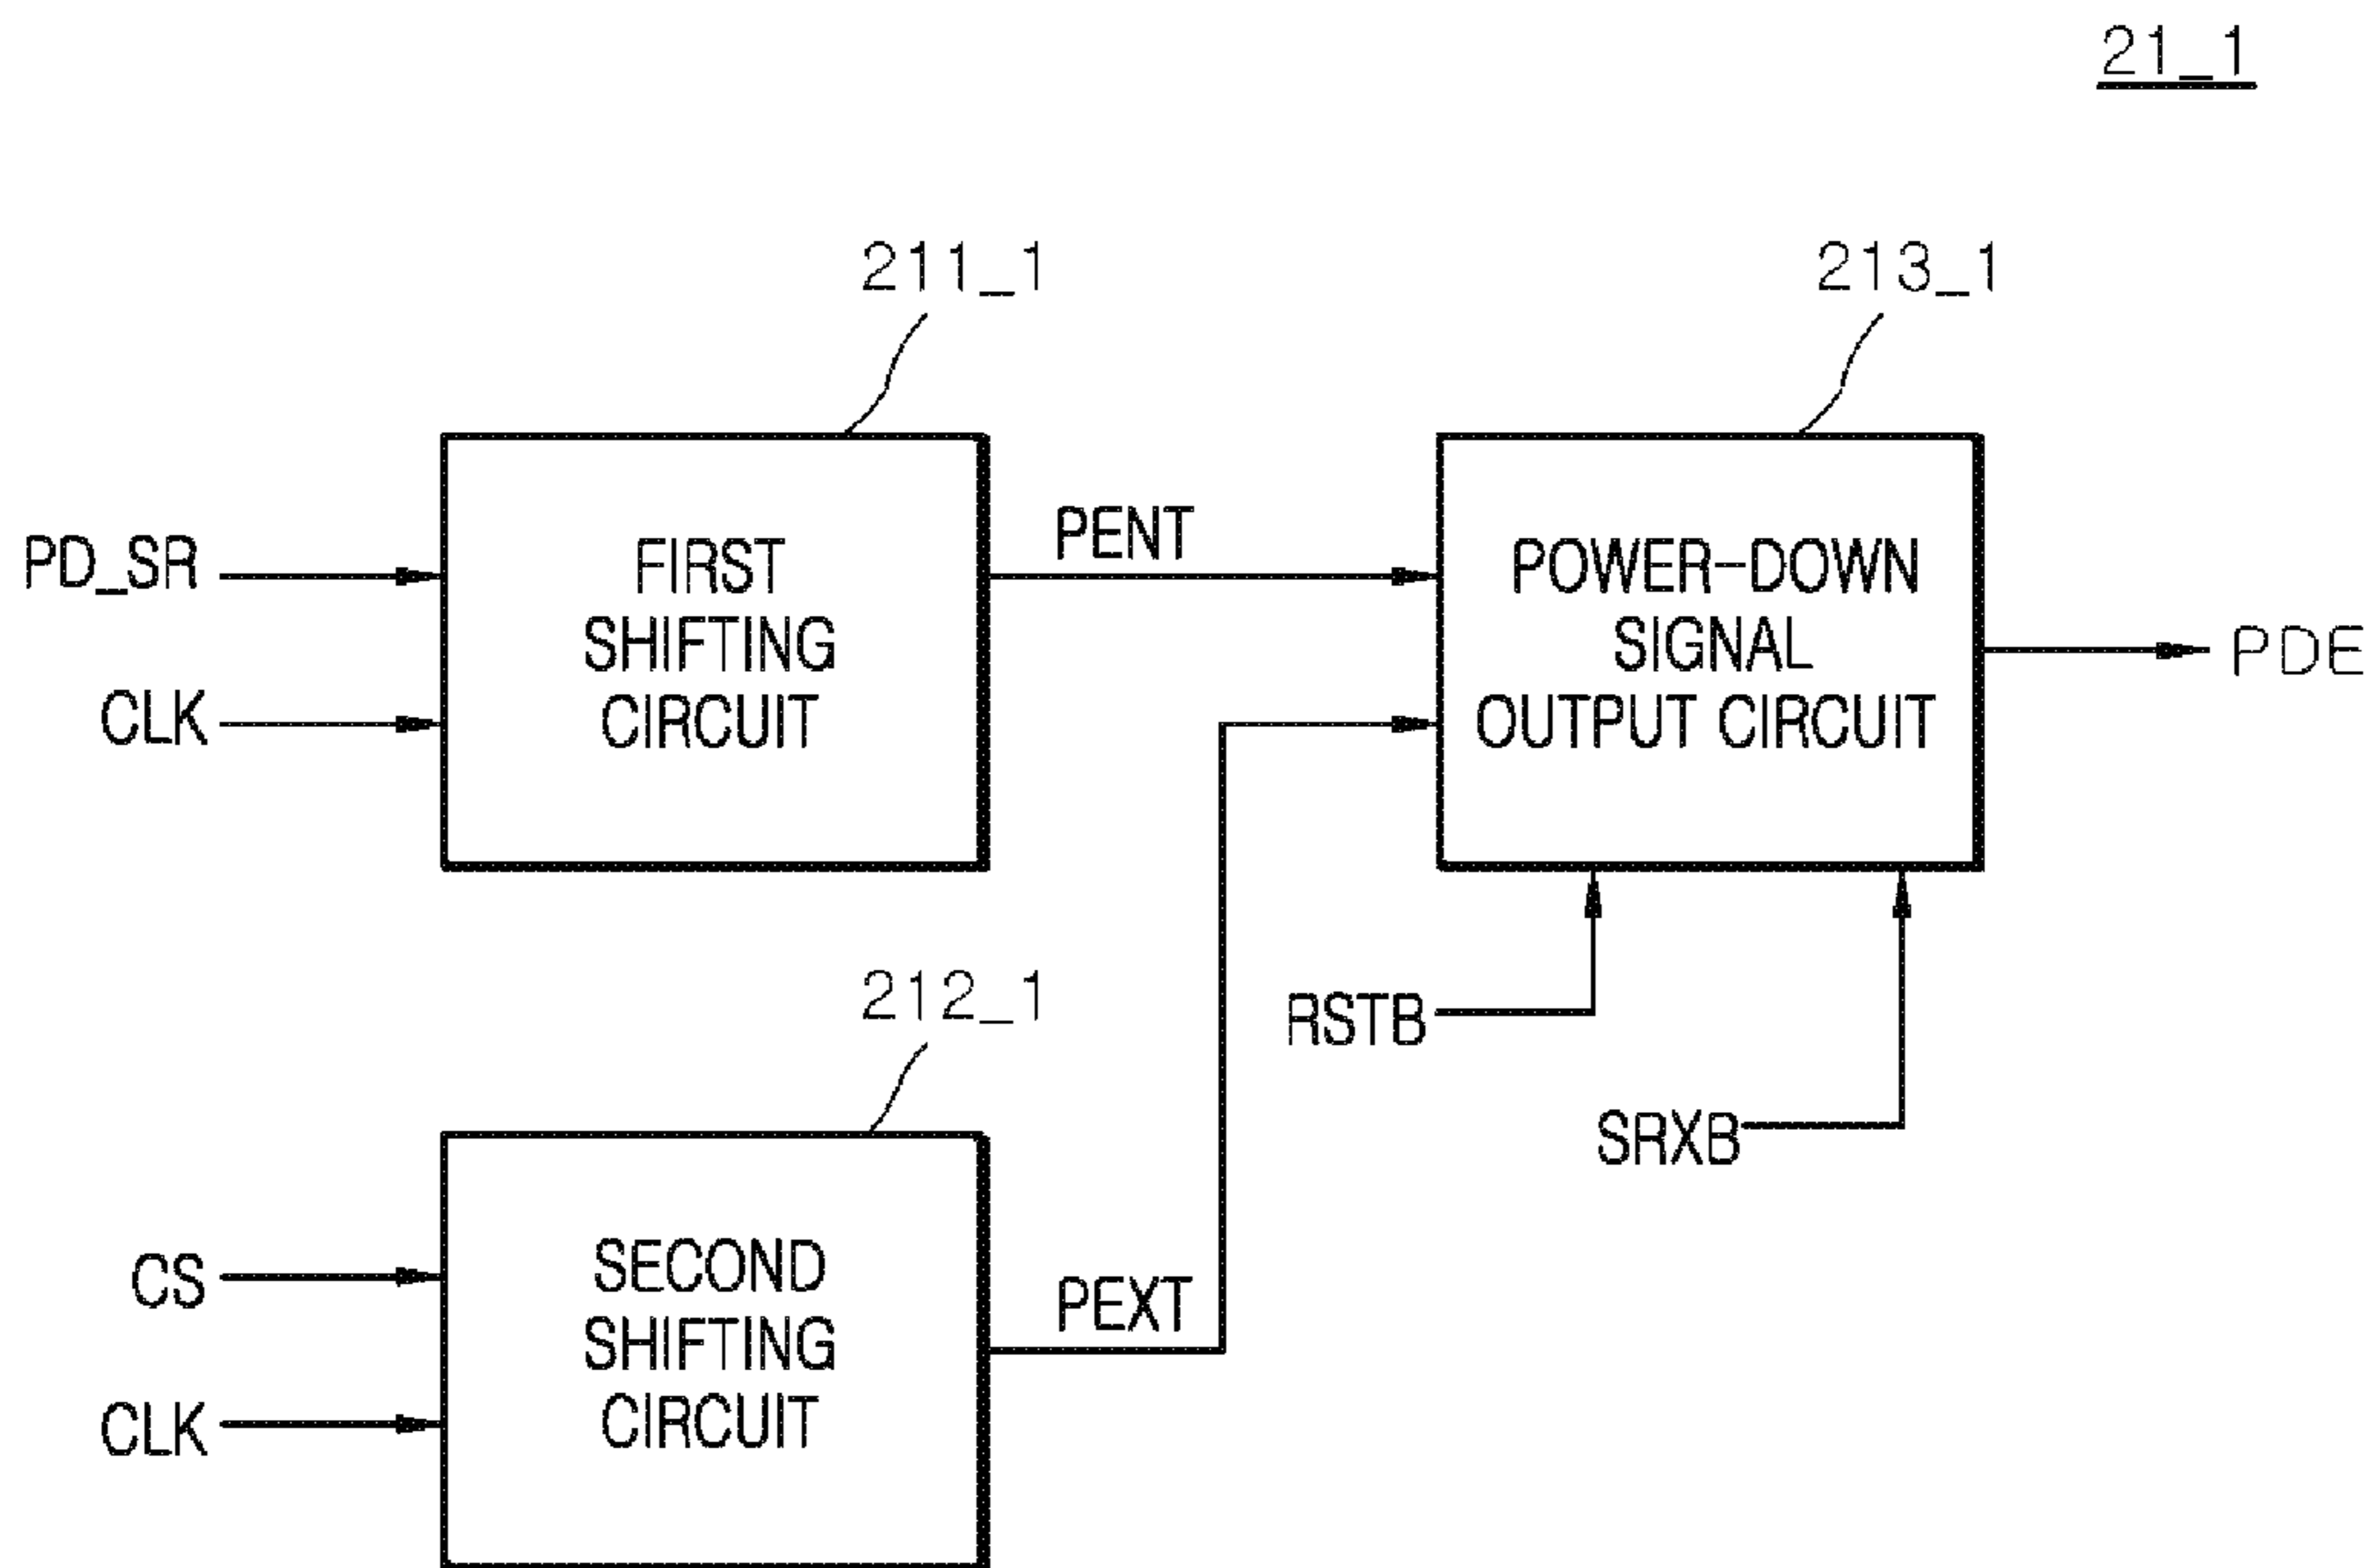 21_1
211_1
213_1
PD_SR
CLK
FIRST
SHIFTING
CIRCUIT
PENT
POWER-DOWN
SIGNAL
OUTPUT CIRCUIT
PDE
RSTB
SRXB
212_1
CS
CLK
SECOND
SHIFTING
CIRCUIT
PEXT